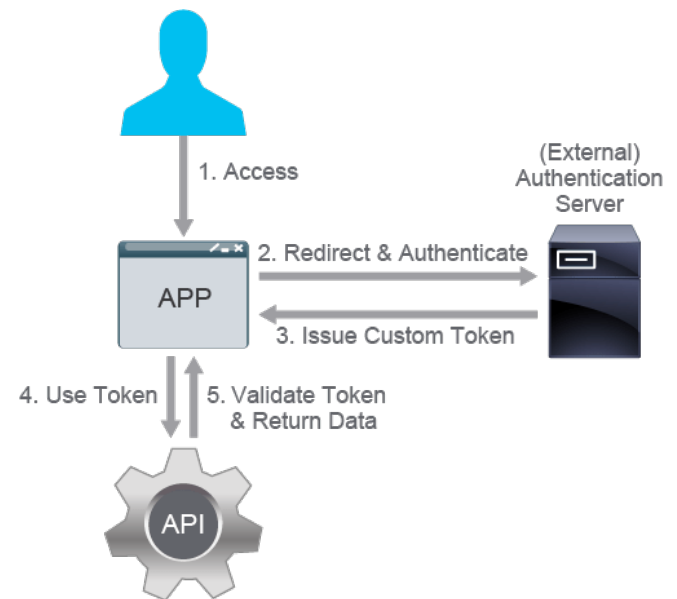 1. Access
(External)
Authentication
Server
2. Redirect & Authenticate
APP
3. Issue Custom Token
4. Use Token
5. Validate Token
& Return Data
API